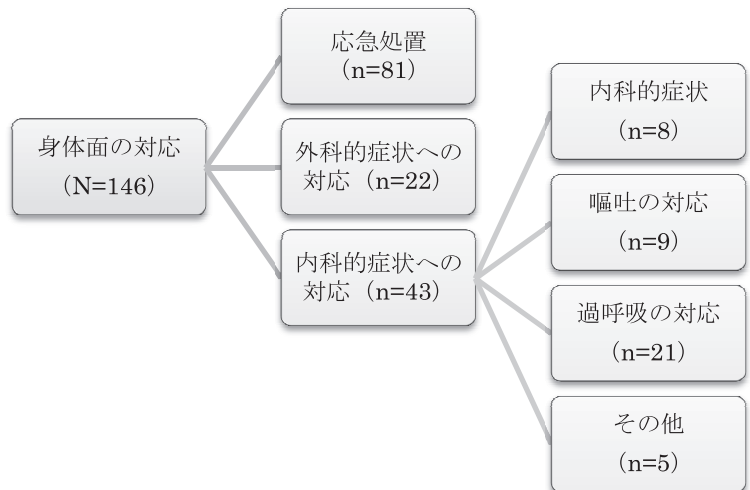 身体面の対応
（N=146）
応急処置
（n=81）
外科的症状への
対応（n=22）
内科的症状への
対応（n=43）
内科的症状
（n=8）
嘔吐の対応
（n=9）
過呼吸の対応
（n=21）
その他
（n=5）